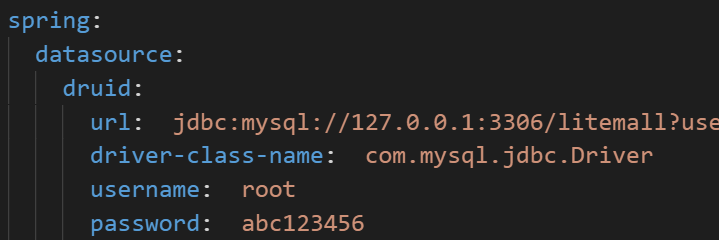 spring:
datasource:
druid:
url:  jdbc:mysql://127.0.0.1:3306/litemall?use
driver-class-name:  com.mysql.jdbc.Driver
username:  root
password:  abc123456